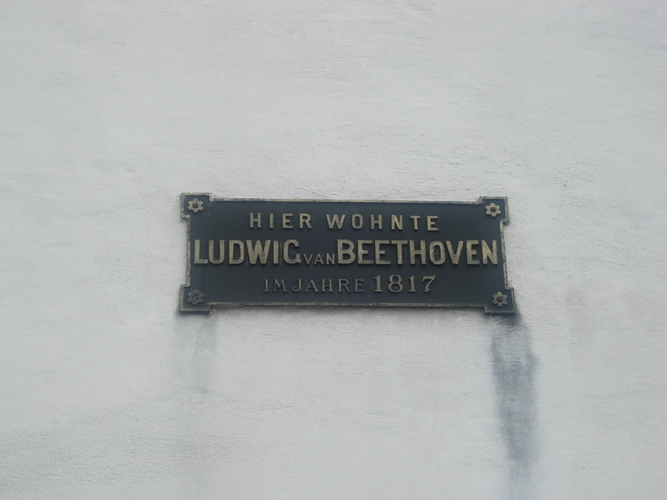 HIER WOHNTE
LUDWIG VAN BEETHOVEN
IM JAHRE 1817